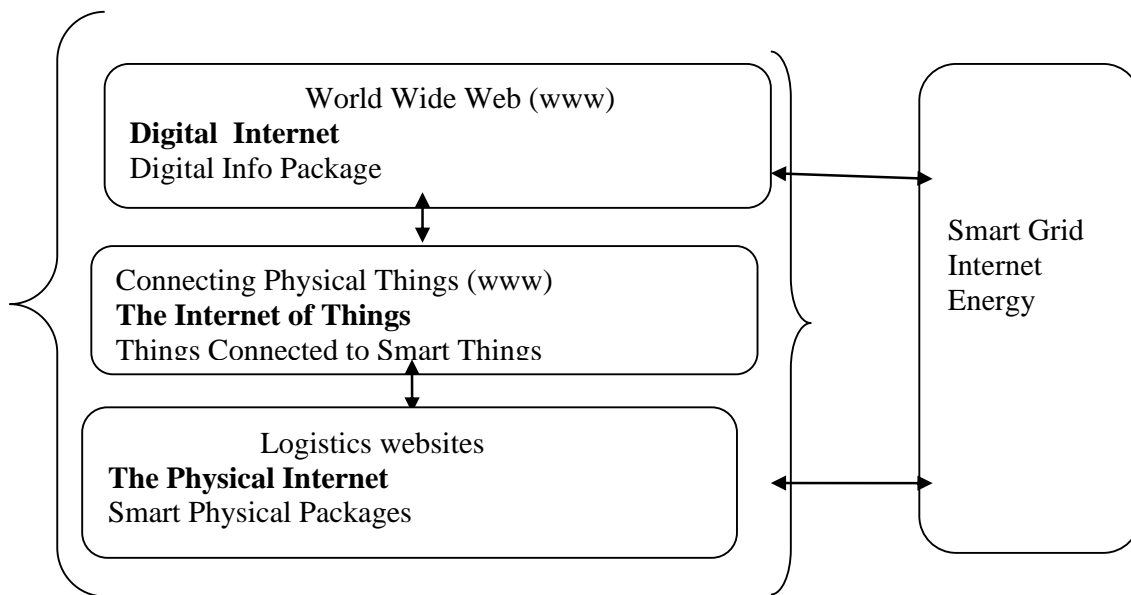 World Wide Web (www)
Digital Internet
Digital Info Package
Connecting Physical Things (www)
The Internet of Things
Things Connected to Smart Things
Logistics websites
The Physical Internet
Smart Physical Packages
Smart Grid
Internet
Energy